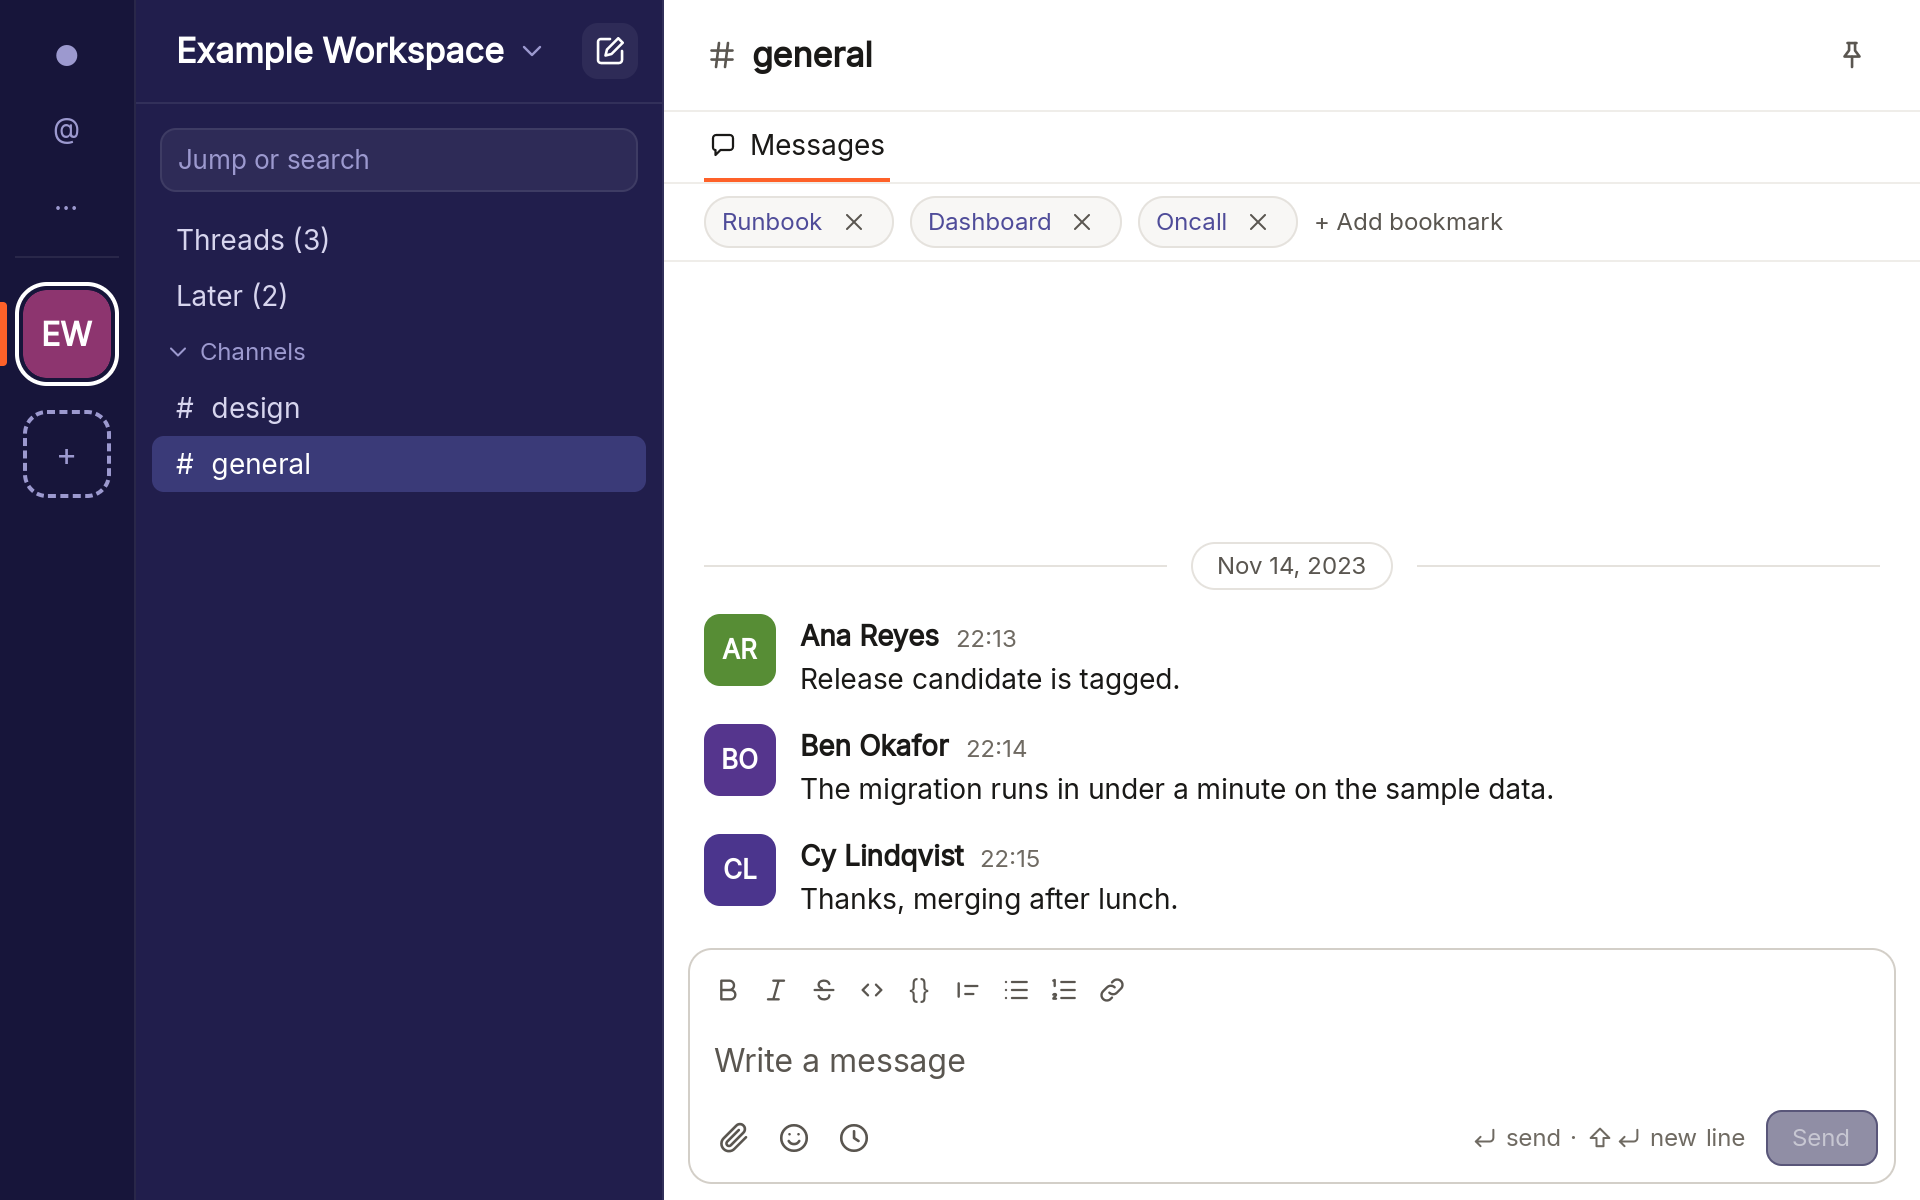 @
...
EW
+
Example Workspace
Jump or search
Threads (3)
Later (2)
Channels
# design
# general
# general
Messages
Runbook
Dashboard
Oncall
+ Add bookmark
Nov 14, 2023
AR
Ana Reyes 22:13
Release candidate is tagged.
BO
Ben Okafor 22:14
The migration runs in under a minute on the sample data.
CL
Cy Lindqvist 22:15
Thanks, merging after lunch.
Write a message
send · new line
Send